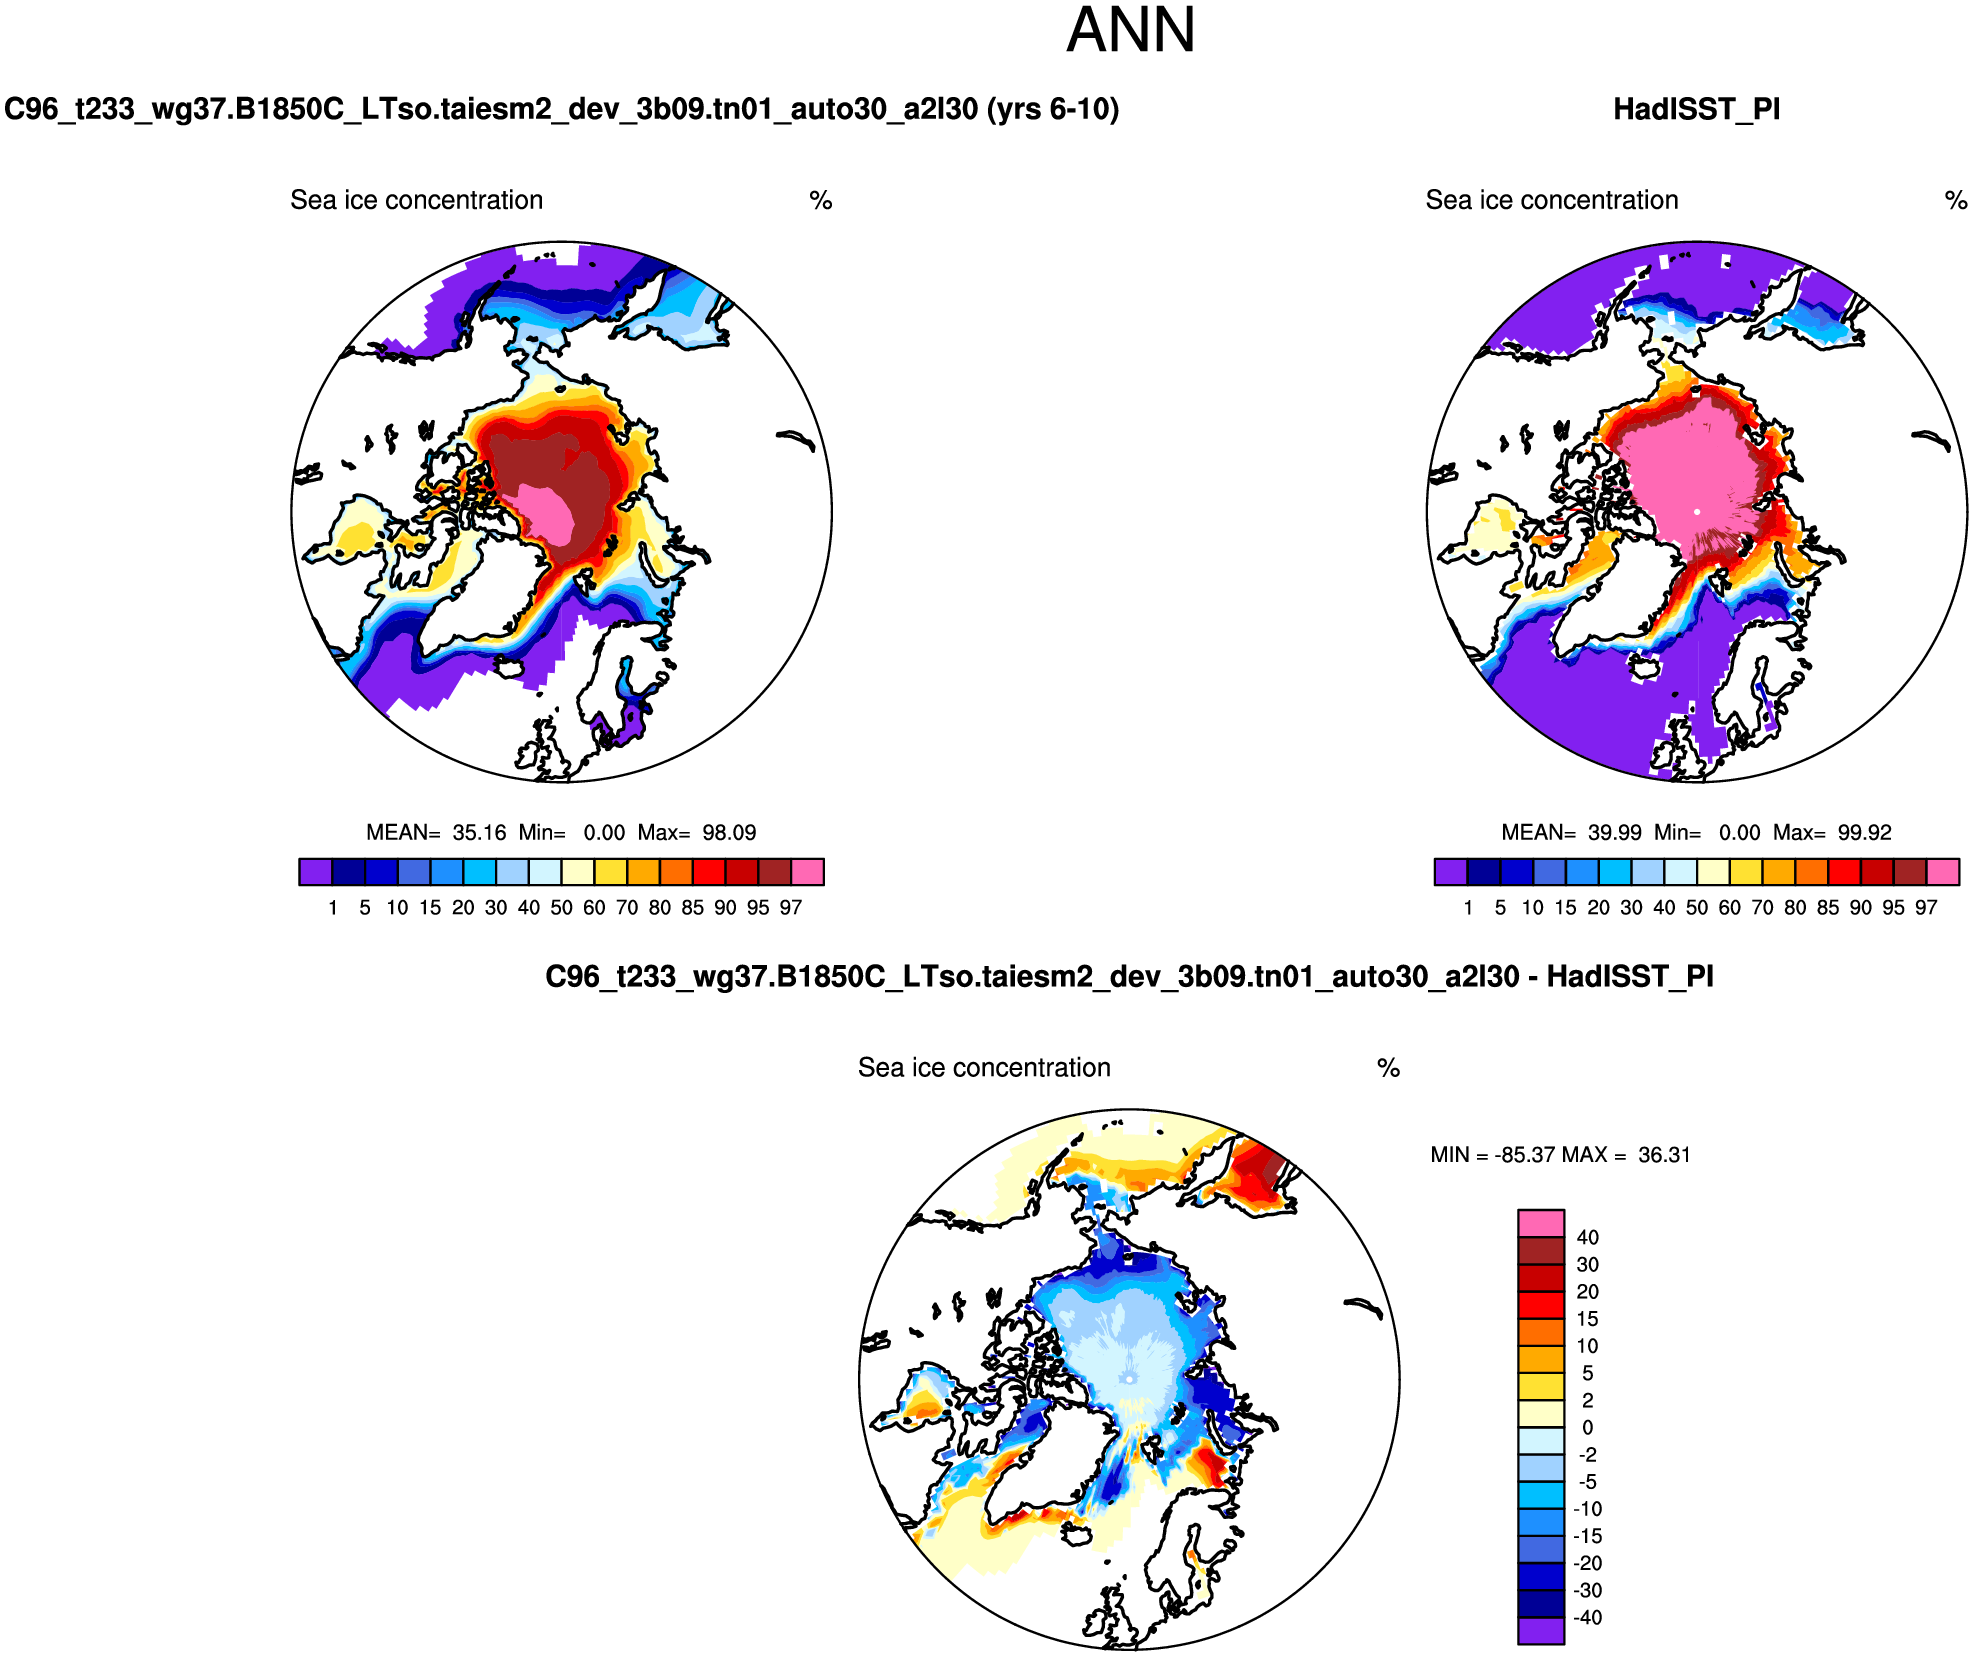 ANN
C96_t233_wg37.B1850C_LTso.taiesm2_dev_3b09.tn01_auto30_a2l30 (yrs 6-10)
HadISST_PI
Sea ice concentration %
Sea ice concentration %
MEAN= 35.16 Min= 0.00 Max= 98.09
MEAN= 39.99 Min= 0.00 Max= 99.92
1 5 10 15 20 30 40 50 60 70 80 85 90 95 97
1 5 10 15 20 30 40 50 60 70 80 85 90 95 97
C96_t233_wg37.B1850C_LTso.taiesm2_dev_3b09.tn01_auto30_a2l30 - HadISST_PI
Sea ice concentration %
MIN = -85.37 MAX = 36.31
40
30
20
15
10
5
2
0
-2
-5
-10
-15
-20
-30
-40